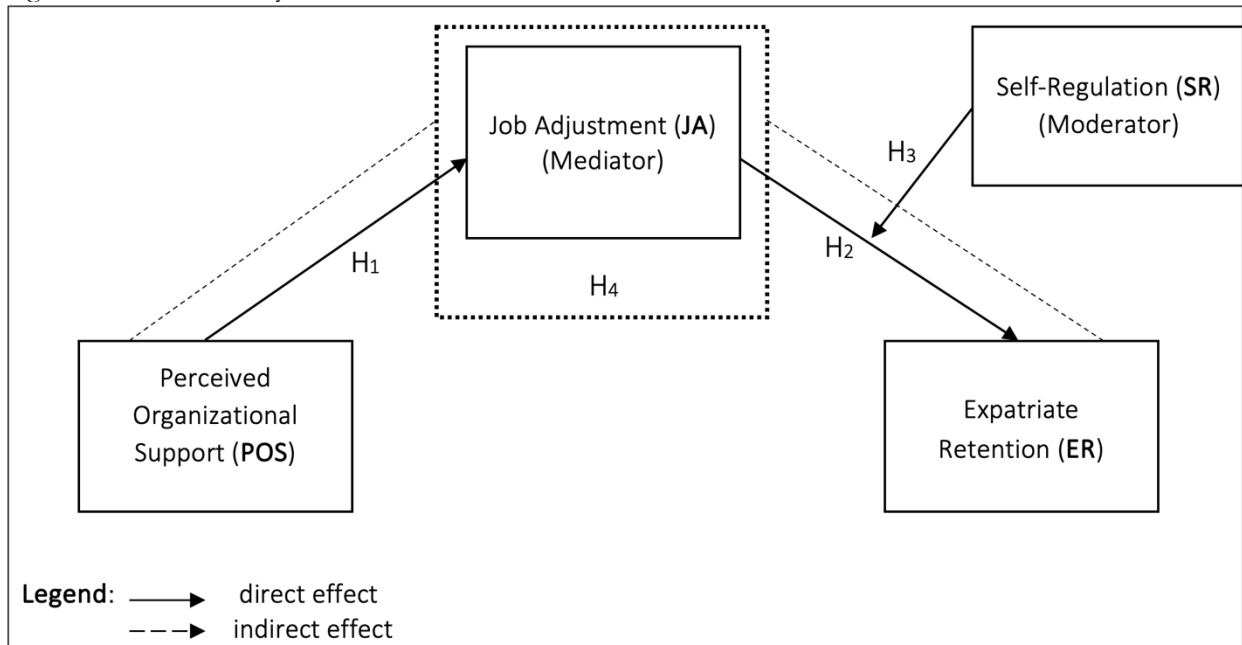 Job Adjustment (JA)
(Mediator)
Self-Regulation (SR)
(Moderator)
H3
H1
H2
H4
Perceived
Organizational
Support (POS)
Expatriate
Retention (ER)
Legend: direct effect
indirect effect